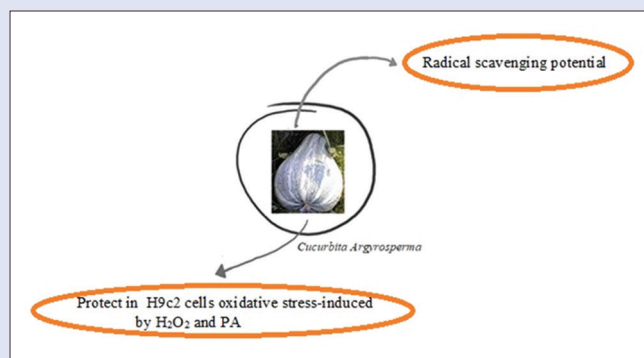 Radical scavenging potential
Cucurbita Argyrosperma
Protect in H9c2 cells oxidative stress-induced
by H₂O₂ and PA